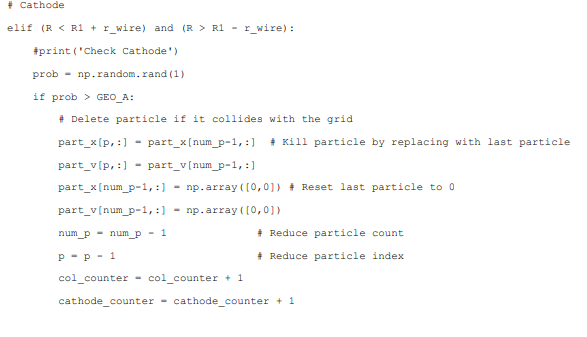 # Cathode
elif (R < R1 + r_wire) and (R > R1 - r_wire):
    #print('Check Cathode')
    prob = np.random.rand(1)
    if prob > GEO_A:
        # Delete particle if it collides with the grid
        part_x[p,:] = part_x[num_p-1,:]  # Kill particle by replacing with last particle
        part_v[p,:] = part_v[num_p-1,:]
        part_x[num_p-1,:] = np.array([0,0]) # Reset last particle to 0
        part_v[num_p-1,:] = np.array([0,0])
        num_p = num_p - 1              # Reduce particle count
        p = p - 1                      # Reduce particle index
        col_counter = col_counter + 1
        cathode_counter = cathode_counter + 1